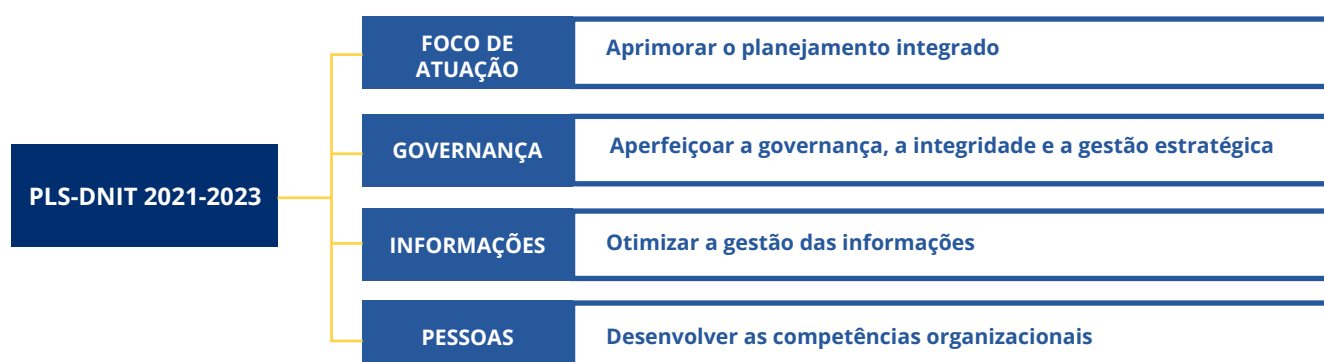 PLS-DNIT 2021-2023
FOCO DE
ATUAÇÃO
Aprimorar o planejamento integrado
GOVERNANÇA
Aperfeiçoar a governança, a integridade e a gestão estratégica
INFORMAÇÕES
Otimizar a gestão das informações
PESSOAS
Desenvolver as competências organizacionais